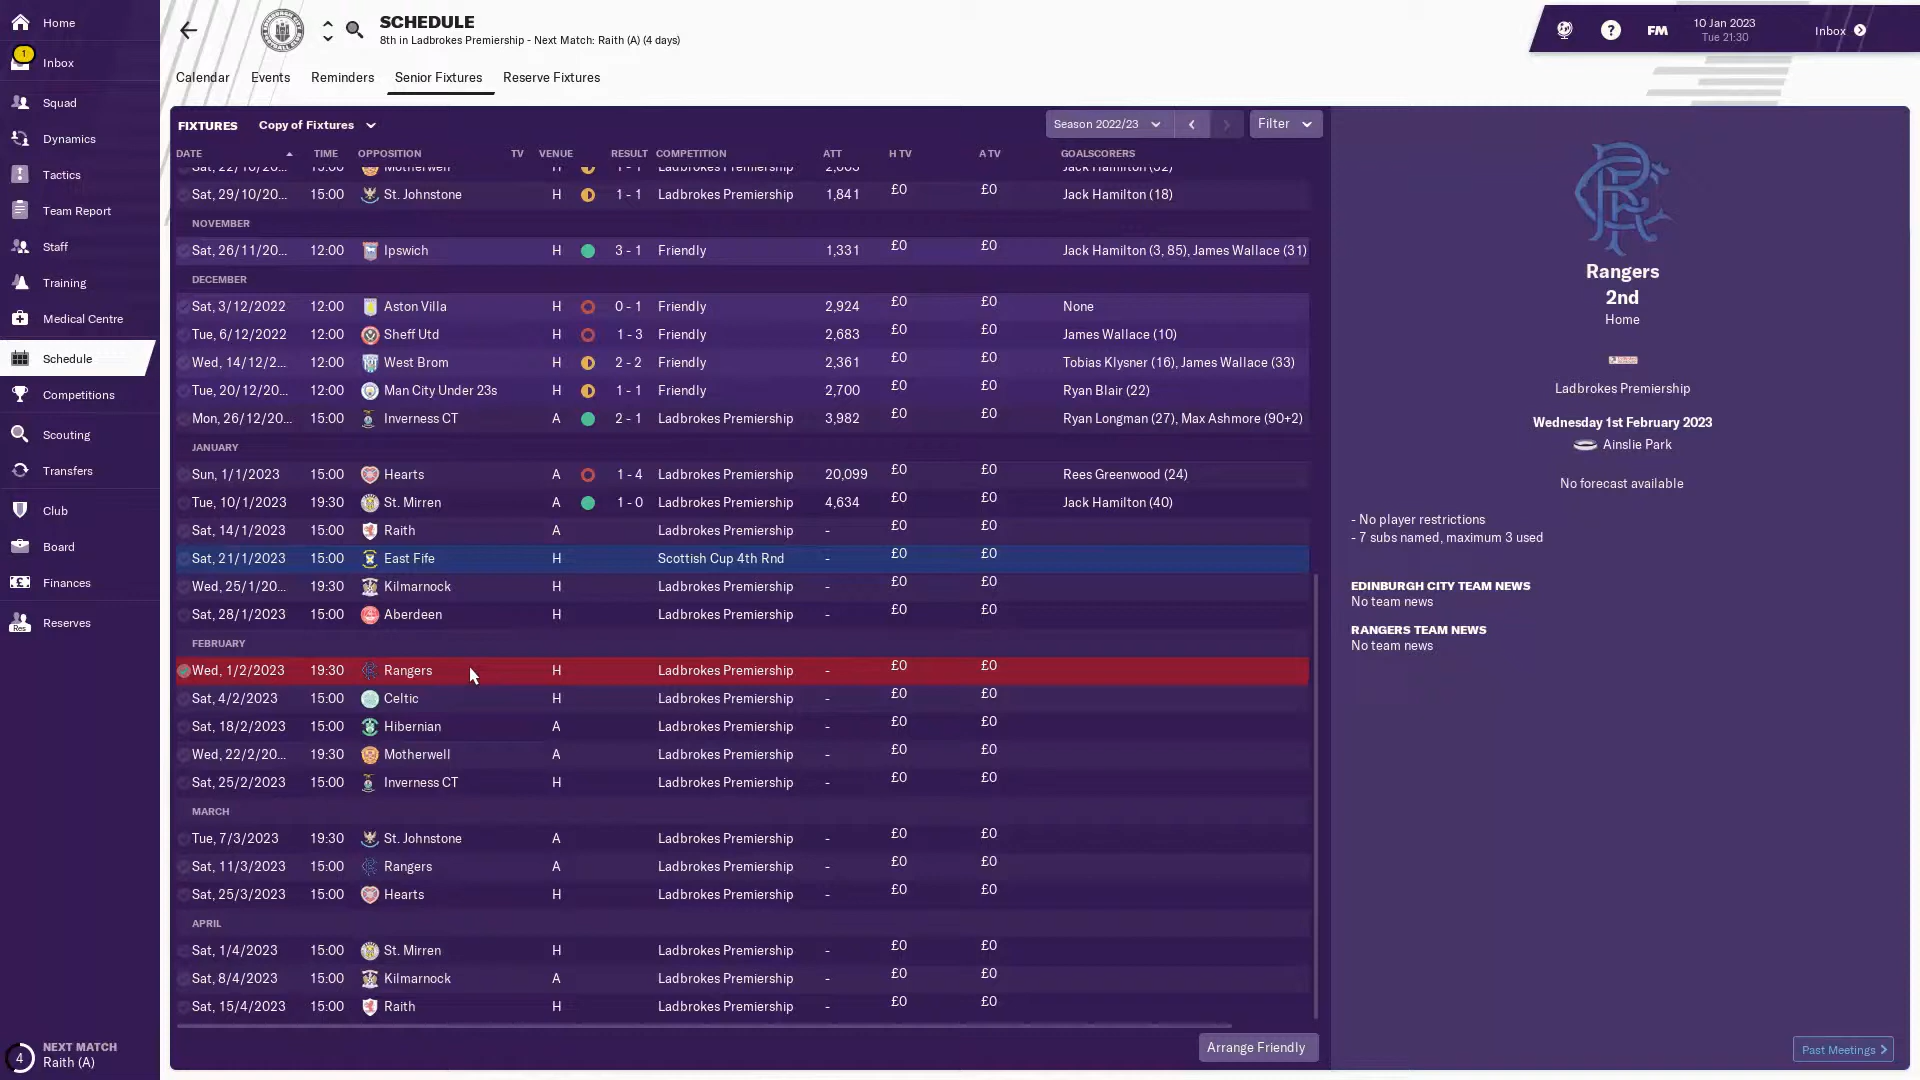 Home
1
Inbox
Squad
Dynamics
Tactics
Team Report
Staff
Training
Medical Centre
Schedule
Competitions
Scouting
Transfers
Club
Board
Finances
Res
Reserves
4
NEXT MATCH
Raith (A)
SCHEDULE
8th in Ladbrokes Premiership - Next Match: Raith (A) (4 days)
? FM 10 Jan 2023 Inbox
Tue 21:30
Calendar Events Reminders Senior Fixtures Reserve Fixtures
FIXTURES Copy of Fixtures Season 2022/23 Filter
DATE TIME OPPOSITION TV VENUE RESULT COMPETITION ATT H TV A TV GOALSCORERS
Sat, 22/10/20... 15:00 Motherwell H 1 - 1 Ladbrokes Premiership Jack Hamilton
Sat, 29/10/20... 15:00 St. Johnstone H 1 - 1 Ladbrokes Premiership 1,841 £0 £0 Jack Hamilton (18)
NOVEMBER
Sat, 26/11/20... 12:00 Ipswich H 3 - 1 Friendly 1,331 £0 £0 Jack Hamilton (3, 85), James Wallace (31)
DECEMBER
Sat, 3/12/2022 12:00 Aston Villa H 0 - 1 Friendly 2,924 £0 £0 None
Tue, 6/12/2022 12:00 Sheff Utd H 1 - 3 Friendly 2,683 £0 £0 James Wallace (10)
Wed, 14/12/2... 12:00 West Brom H 2 - 2 Friendly 2,361 £0 £0 Tobias Klysner (16), James Wallace (33)
Tue, 20/12/20... 12:00 Man City Under 23s H 1 - 1 Friendly 2,700 £0 £0 Ryan Blair (22)
Mon, 26/12/20... 15:00 Inverness CT A 2 - 1 Ladbrokes Premiership 3,982 £0 £0 Ryan Longman (27), Max Ashmore (90+2)
JANUARY
Sun, 1/1/2023 15:00 Hearts A 1 - 4 Ladbrokes Premiership 20,099 £0 £0 Rees Greenwood (24)
Tue, 10/1/2023 19:30 St. Mirren A 1 - 0 Ladbrokes Premiership 4,634 £0 £0 Jack Hamilton (40)
Sat, 14/1/2023 15:00 Raith A Ladbrokes Premiership - £0 £0
Sat, 21/1/2023 15:00 East Fife H Scottish Cup 4th Rnd - £0 £0
Wed, 25/1/20... 19:30 Kilmarnock H Ladbrokes Premiership - £0 £0
Sat, 28/1/2023 15:00 Aberdeen H Ladbrokes Premiership - £0 £0
FEBRUARY
Wed, 1/2/2023 19:30 Rangers H Ladbrokes Premiership - £0 £0
Sat, 4/2/2023 15:00 Celtic H Ladbrokes Premiership - £0 £0
Sat, 18/2/2023 15:00 Hibernian A Ladbrokes Premiership - £0 £0
Wed, 22/2/20... 19:30 Motherwell A Ladbrokes Premiership - £0 £0
Sat, 25/2/2023 15:00 Inverness CT H Ladbrokes Premiership - £0 £0
MARCH
Tue, 7/3/2023 19:30 St. Johnstone A Ladbrokes Premiership - £0 £0
Sat, 11/3/2023 15:00 Rangers A Ladbrokes Premiership - £0 £0
Sat, 25/3/2023 15:00 Hearts H Ladbrokes Premiership - £0 £0
APRIL
Sat, 1/4/2023 15:00 St. Mirren H Ladbrokes Premiership - £0 £0
Sat, 8/4/2023 15:00 Kilmarnock A Ladbrokes Premiership - £0 £0
Sat, 15/4/2023 15:00 Raith H Ladbrokes Premiership - £0 £0
Arrange Friendly
Rangers
2nd
Home
Ladbrokes Premiership
Wednesday 1st February 2023
Ainslie Park
No forecast available
- No player restrictions
- 7 subs named, maximum 3 used
EDINBURGH CITY TEAM NEWS
No team news
RANGERS TEAM NEWS
No team news
Past Meetings